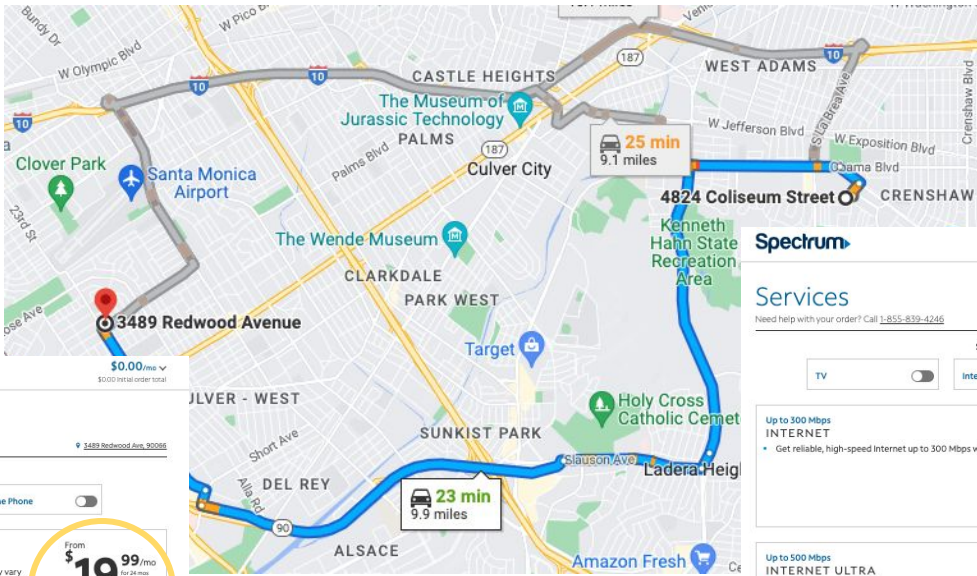 Bundy Dr
W Pico B
W Olympic Blvd
10
10
10
10
187
CASTLE HEIGHTS
WEST ADAMS
The Museum of
Jurassic Technology
PALMS
Palms Blvd
187
Culver City
25 min
9.1 miles
W Jefferson Blvd
W Exposition Blvd
S La Brea Ave
Crenshaw Blvd
Obama Blvd
Clover Park
Santa Monica
Airport
23rd St
4824 Coliseum Street
CRENSHAW
Kenneth
Hahn State
Recreation
Area
The Wende Museum
CLARKDALE
PARK WEST
ose Ave
3489 Redwood Avenue
Target
ULVER - WEST
Short Ave
SUNKIST PARK
Holy Cross
Catholic Cemet
Slauson Ave
Ladera Heig
Alla Rd
DEL REY
23 min
9.9 miles
90
ALSACE
Amazon Fresh
Spectrum
Services
Need help with your order? Call 1-855-839-4246
TV
Inte
Up to 300 Mbps
INTERNET
• Get reliable, high-speed Internet up to 300 Mbps w
Up to 500 Mbps
INTERNET ULTRA
$0.00/mo
$0.00 initial order total
3489 Redwood Ave, 90066
e Phone
From
$19.99/mo
for 24 mos
y vary